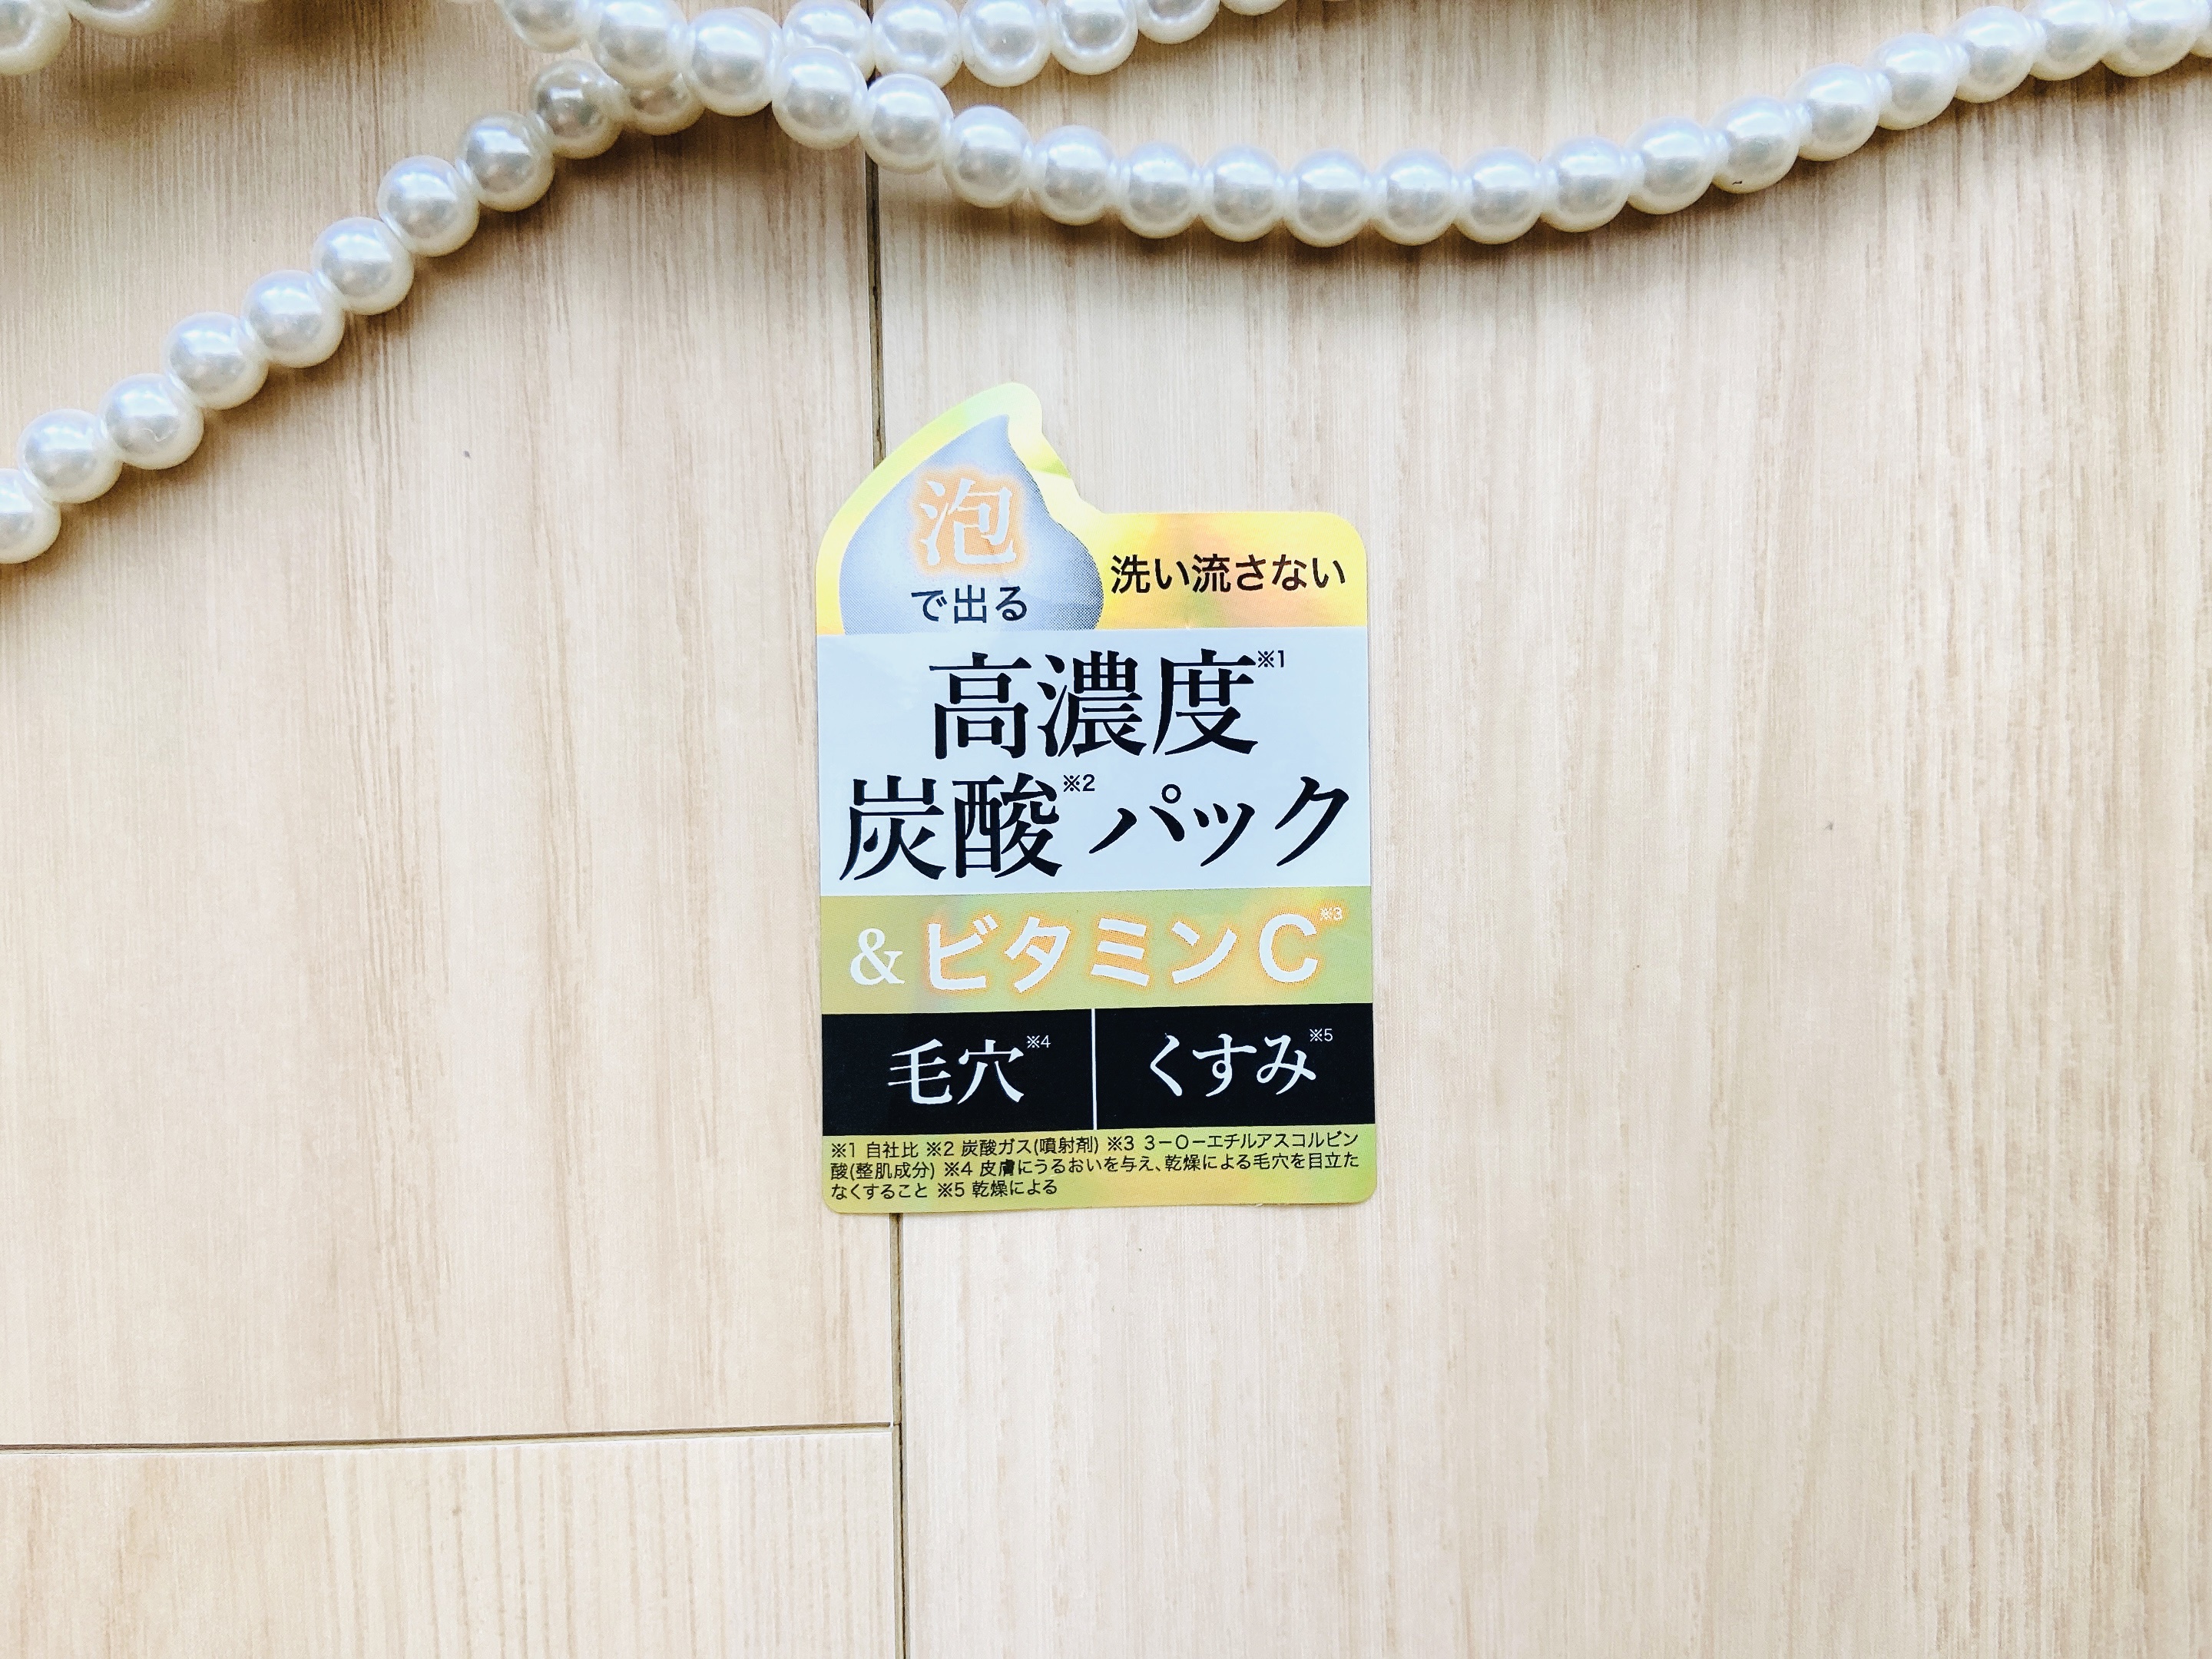 泡
で出る
洗い流さない
高濃度※1
炭酸※2パック
&ビタミンC※3
毛穴※4
くすみ※5
※1 自社比 ※2 炭酸ガス(噴射剤) ※3 3－O－エチルアスコルビン
酸(整肌成分) ※4 皮膚にうるおいを与え、乾燥による毛穴を目立た
なくすること ※5 乾燥による